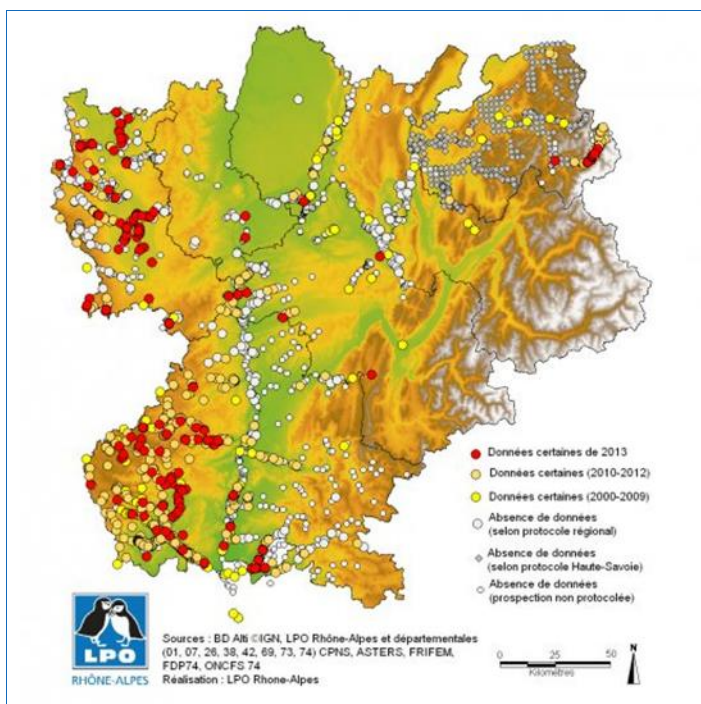 Données certaines de 2013
Données certaines (2010-2012)
Données certaines (2000-2009)
Absence de données
(selon protocole régional)
Absence de données
(selon protocole Haute-Savoie)
Absence de données
(prospection non protocolée)
LPO
RHÔNE-ALPES
Sources : BD Alti ©IGN, LPO Rhône-Alpes et départementales
(01, 07, 26, 38, 42, 69, 73, 74) CPNS, ASTERS, FRIFEM,
FDP74, ONCFS 74
Réalisation : LPO Rhone-Alpes
0 25 50
Kilomètres
N